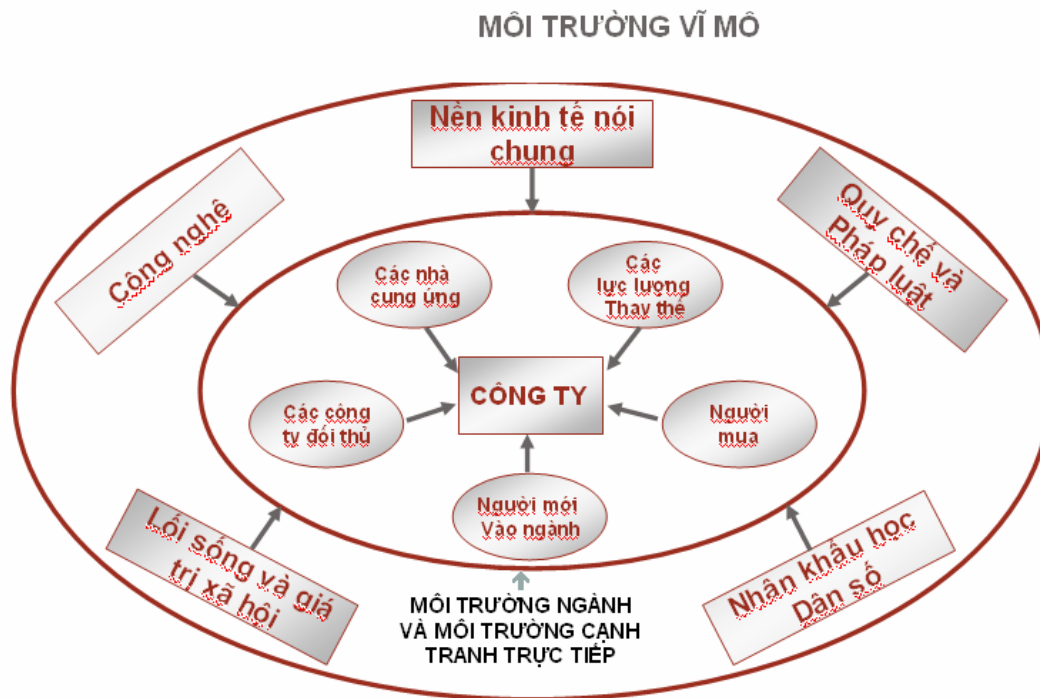 MÔI TRƯỜNG VĨ MÔ
Nền kinh tế nói
chung
Công nghệ
Quy chế và
Pháp luật
Các nhà
cung ứng
Các
lực lượng
Thay thế
CÔNG TY
Các công
ty đối thủ
Người
mua
Người mới
Vào ngành
Lối sống và giá
trị xã hội
Nhân khẩu học
Dân số
MÔI TRƯỜNG NGÀNH
VÀ MÔI TRƯỜNG CẠNH
TRANH TRỰC TIẾP